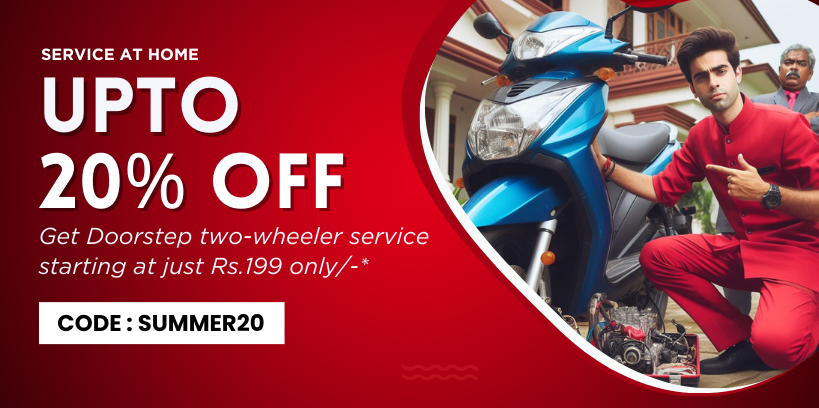 SERVICE AT HOME
UPTO
20% OFF
Get Doorstep two-wheeler service
starting at just Rs.199 only/-*
CODE : SUMMER20